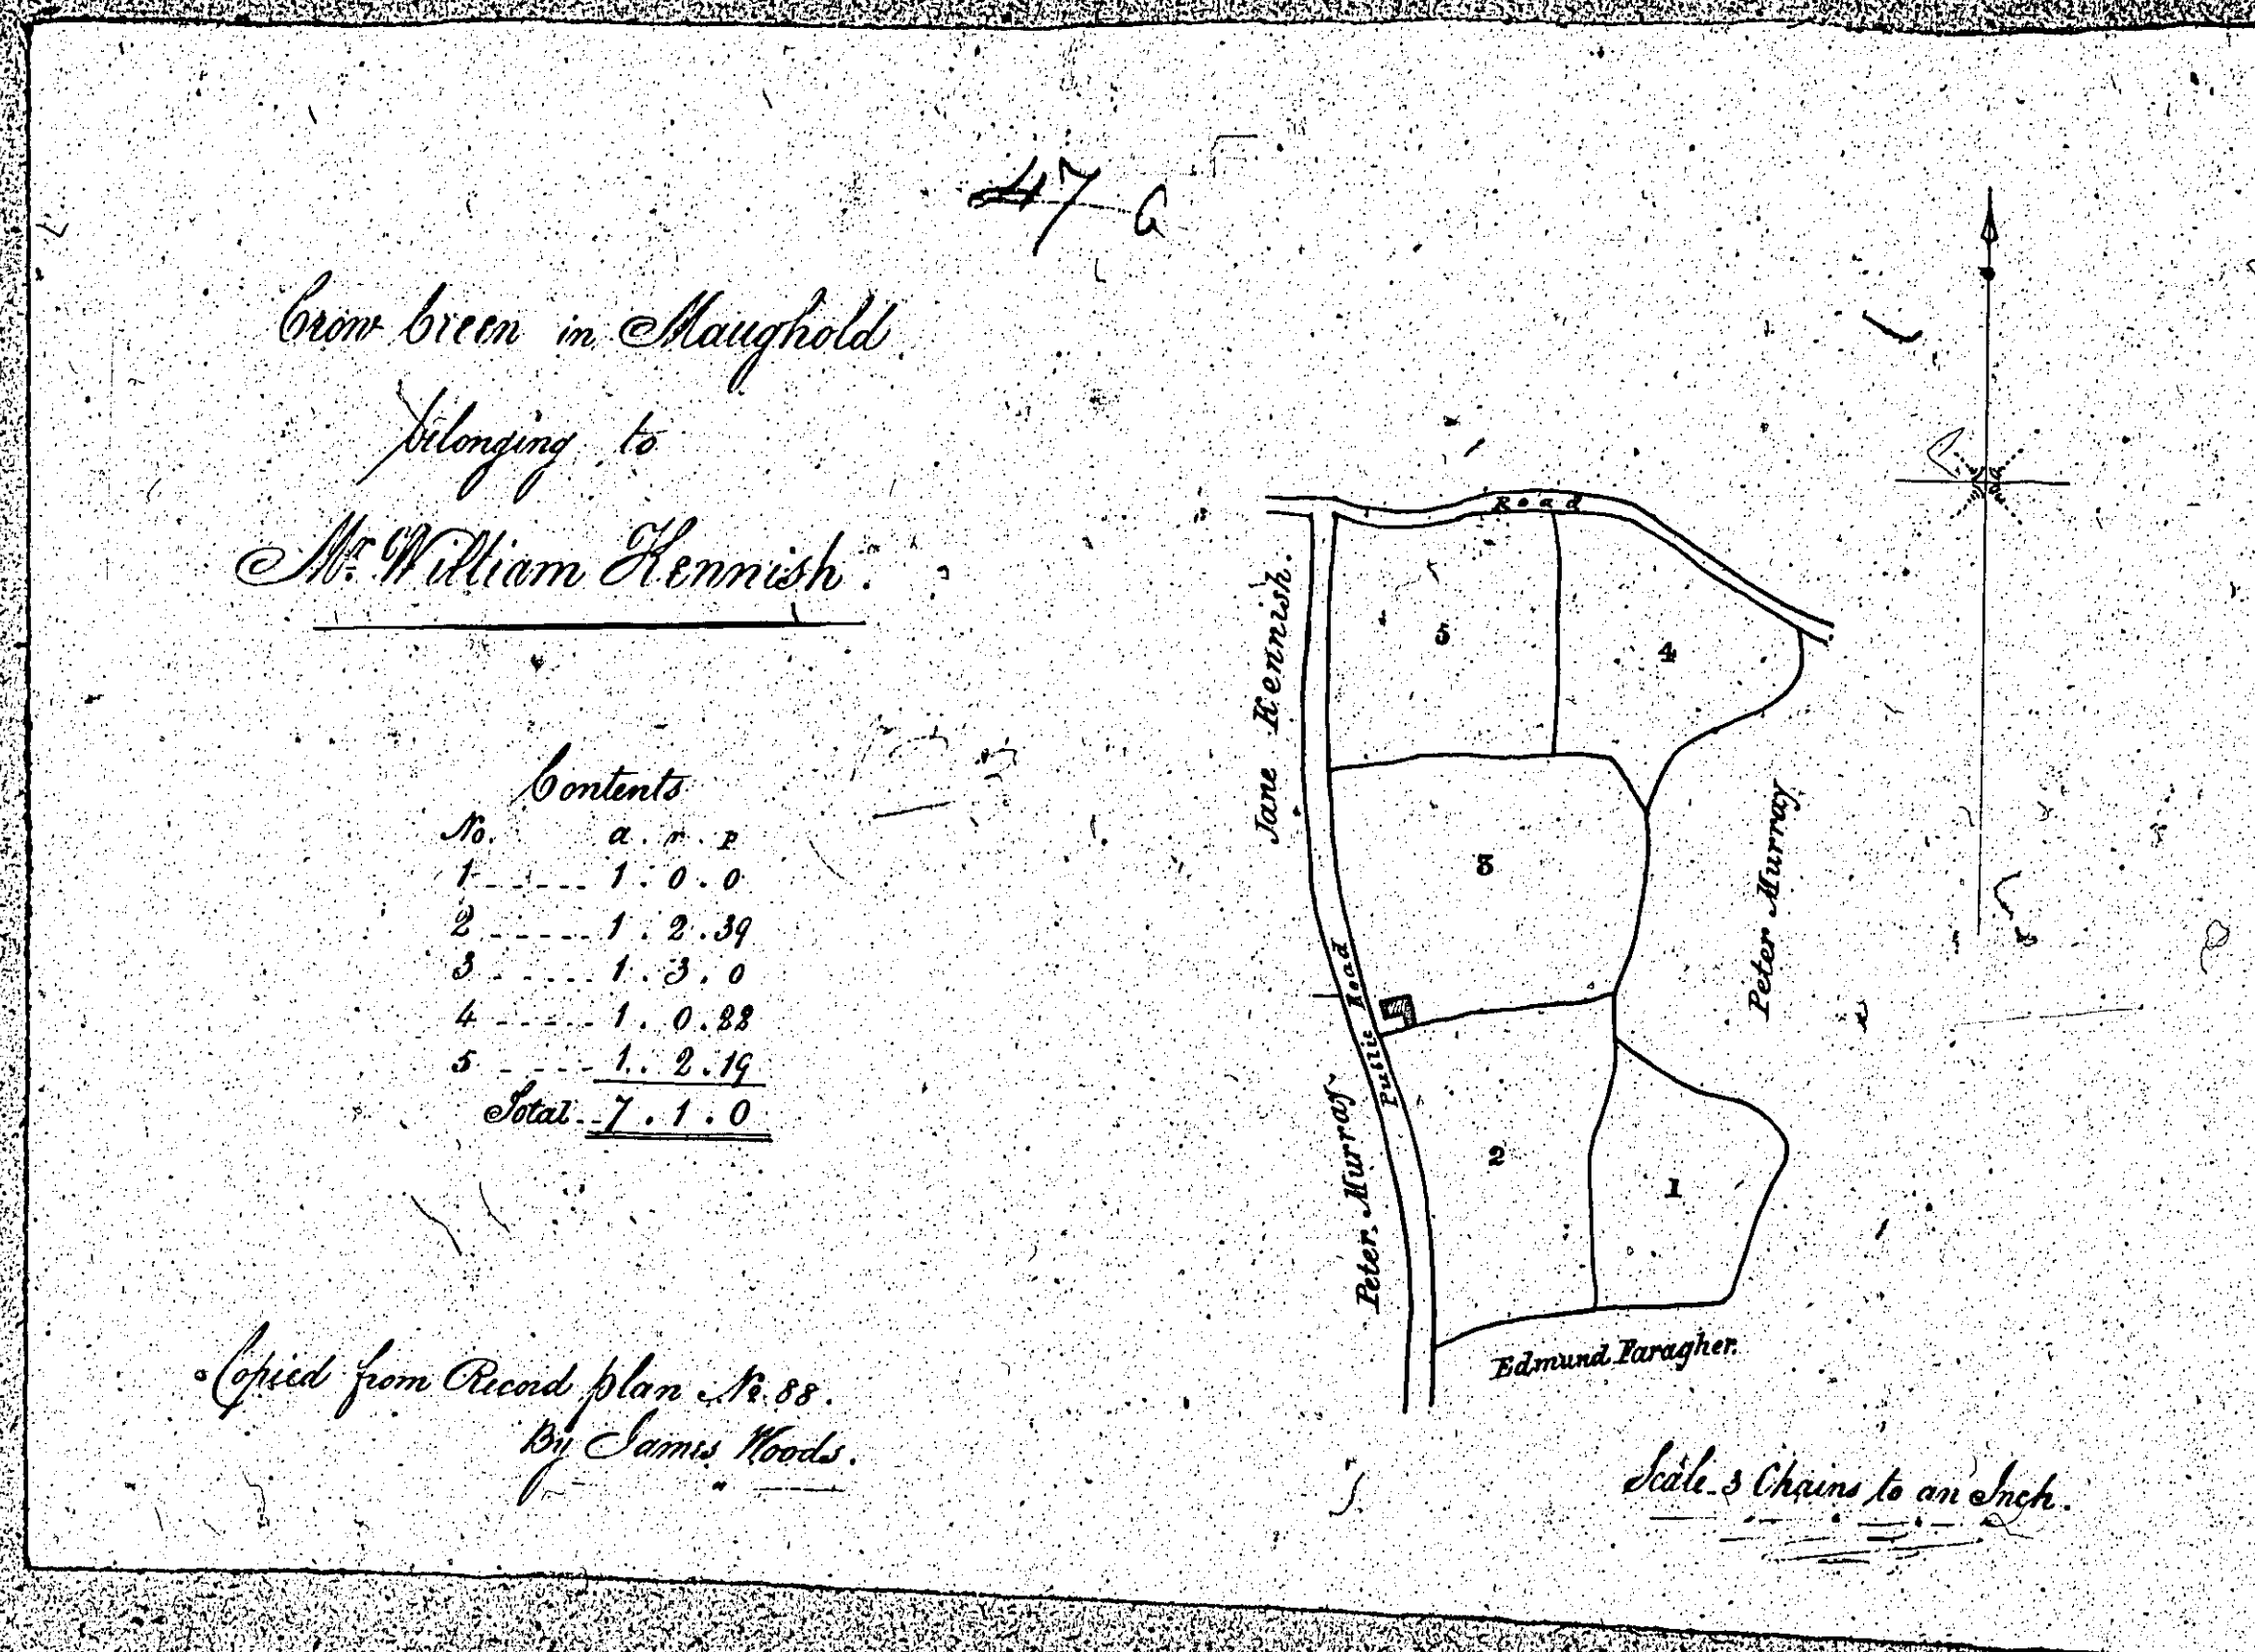 47 G
Crow Creen in Maughold
belonging to
Mr. William Kennish.
Contents
No. a. r. p
1 ------ 1. 0. 0
2 ------ 1. 2. 39
3 ------ 1. 3. 0
4 ------ 1. 0. 22
5 ------ 1. 2. 19
Total -- 7. 1. 0
Copied from Record plan No. 88.
By James Woods.
Road
5
4
Jane Kennish.
3
Peter Murray
Public Road
2
1
Peter Murray
Edmund Faragher.
Scale 3 Chains to an Inch.